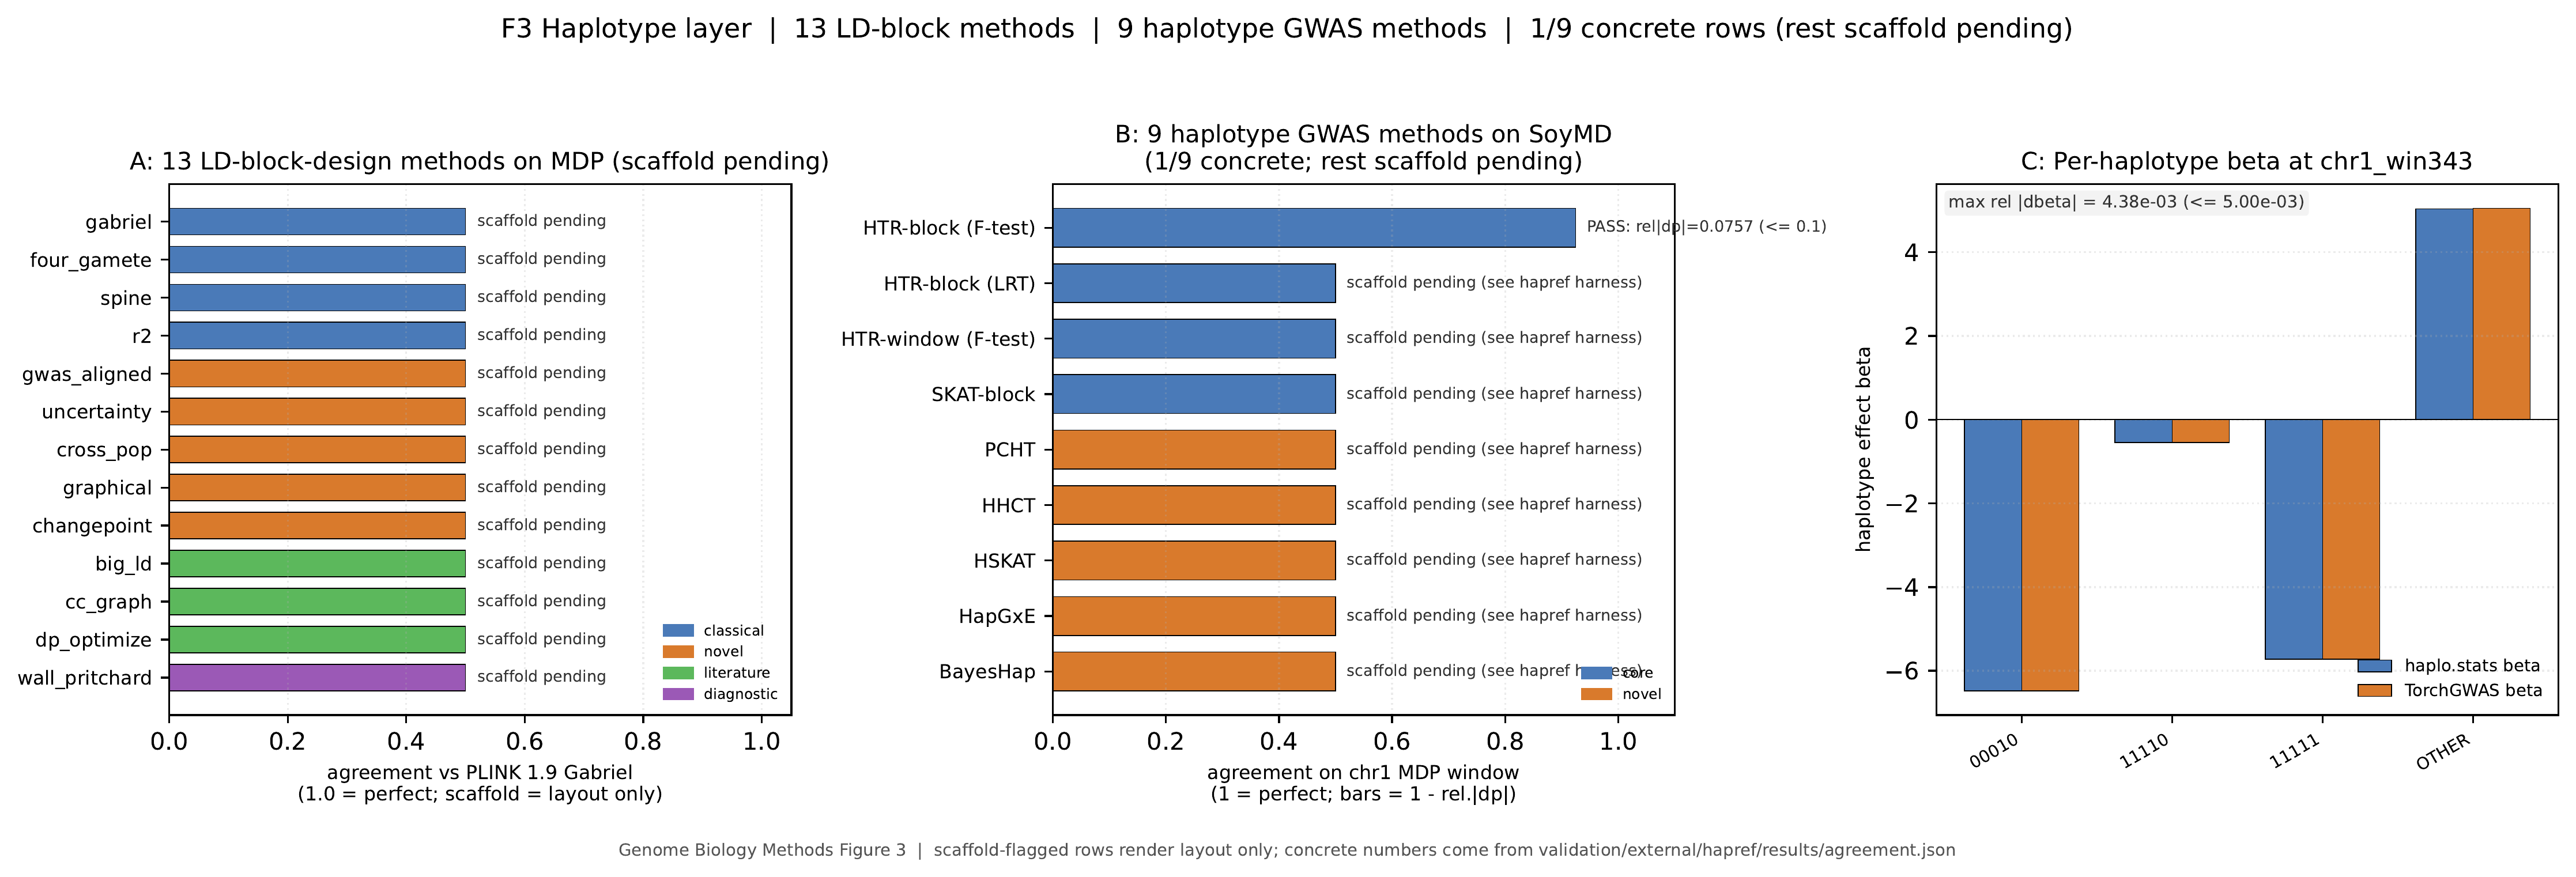 F3 Haplotype layer | 13 LD-block methods | 9 haplotype GWAS methods | 1/9 concrete rows (rest scaffold pending)
A: 13 LD-block-design methods on MDP (scaffold pending)
gabriel
scaffold pending
four_gamete
scaffold pending
spine
scaffold pending
r2
scaffold pending
gwas_aligned
scaffold pending
uncertainty
scaffold pending
cross_pop
scaffold pending
graphical
scaffold pending
changepoint
scaffold pending
big_ld
scaffold pending
cc_graph
scaffold pending
dp_optimize
scaffold pending
wall_pritchard
scaffold pending
classical
novel
literature
diagnostic
0.0 0.2 0.4 0.6 0.8 1.0
agreement vs PLINK 1.9 Gabriel
(1.0 = perfect; scaffold = layout only)
B: 9 haplotype GWAS methods on SoyMD
(1/9 concrete; rest scaffold pending)
HTR-block (F-test)
PASS: rel|dp|=0.0757 (<= 0.1)
HTR-block (LRT)
scaffold pending (see hapref harness)
HTR-window (F-test)
scaffold pending (see hapref harness)
SKAT-block
scaffold pending (see hapref harness)
PCHT
scaffold pending (see hapref harness)
HHCT
scaffold pending (see hapref harness)
HSKAT
scaffold pending (see hapref harness)
HapGxE
scaffold pending (see hapref harness)
BayesHap
scaffold pending (see hapref harness)
core
novel
0.0 0.2 0.4 0.6 0.8 1.0
agreement on chr1 MDP window
(1 = perfect; bars = 1 - rel.|dp|)
C: Per-haplotype beta at chr1_win343
max rel |dbeta| = 4.38e-03 (<= 5.00e-03)
haplotype effect beta
4
2
0
−2
−4
−6
haplo.stats beta
TorchGWAS beta
00010
11110
11111
OTHER
Genome Biology Methods Figure 3 | scaffold-flagged rows render layout only; concrete numbers come from validation/external/hapref/results/agreement.json